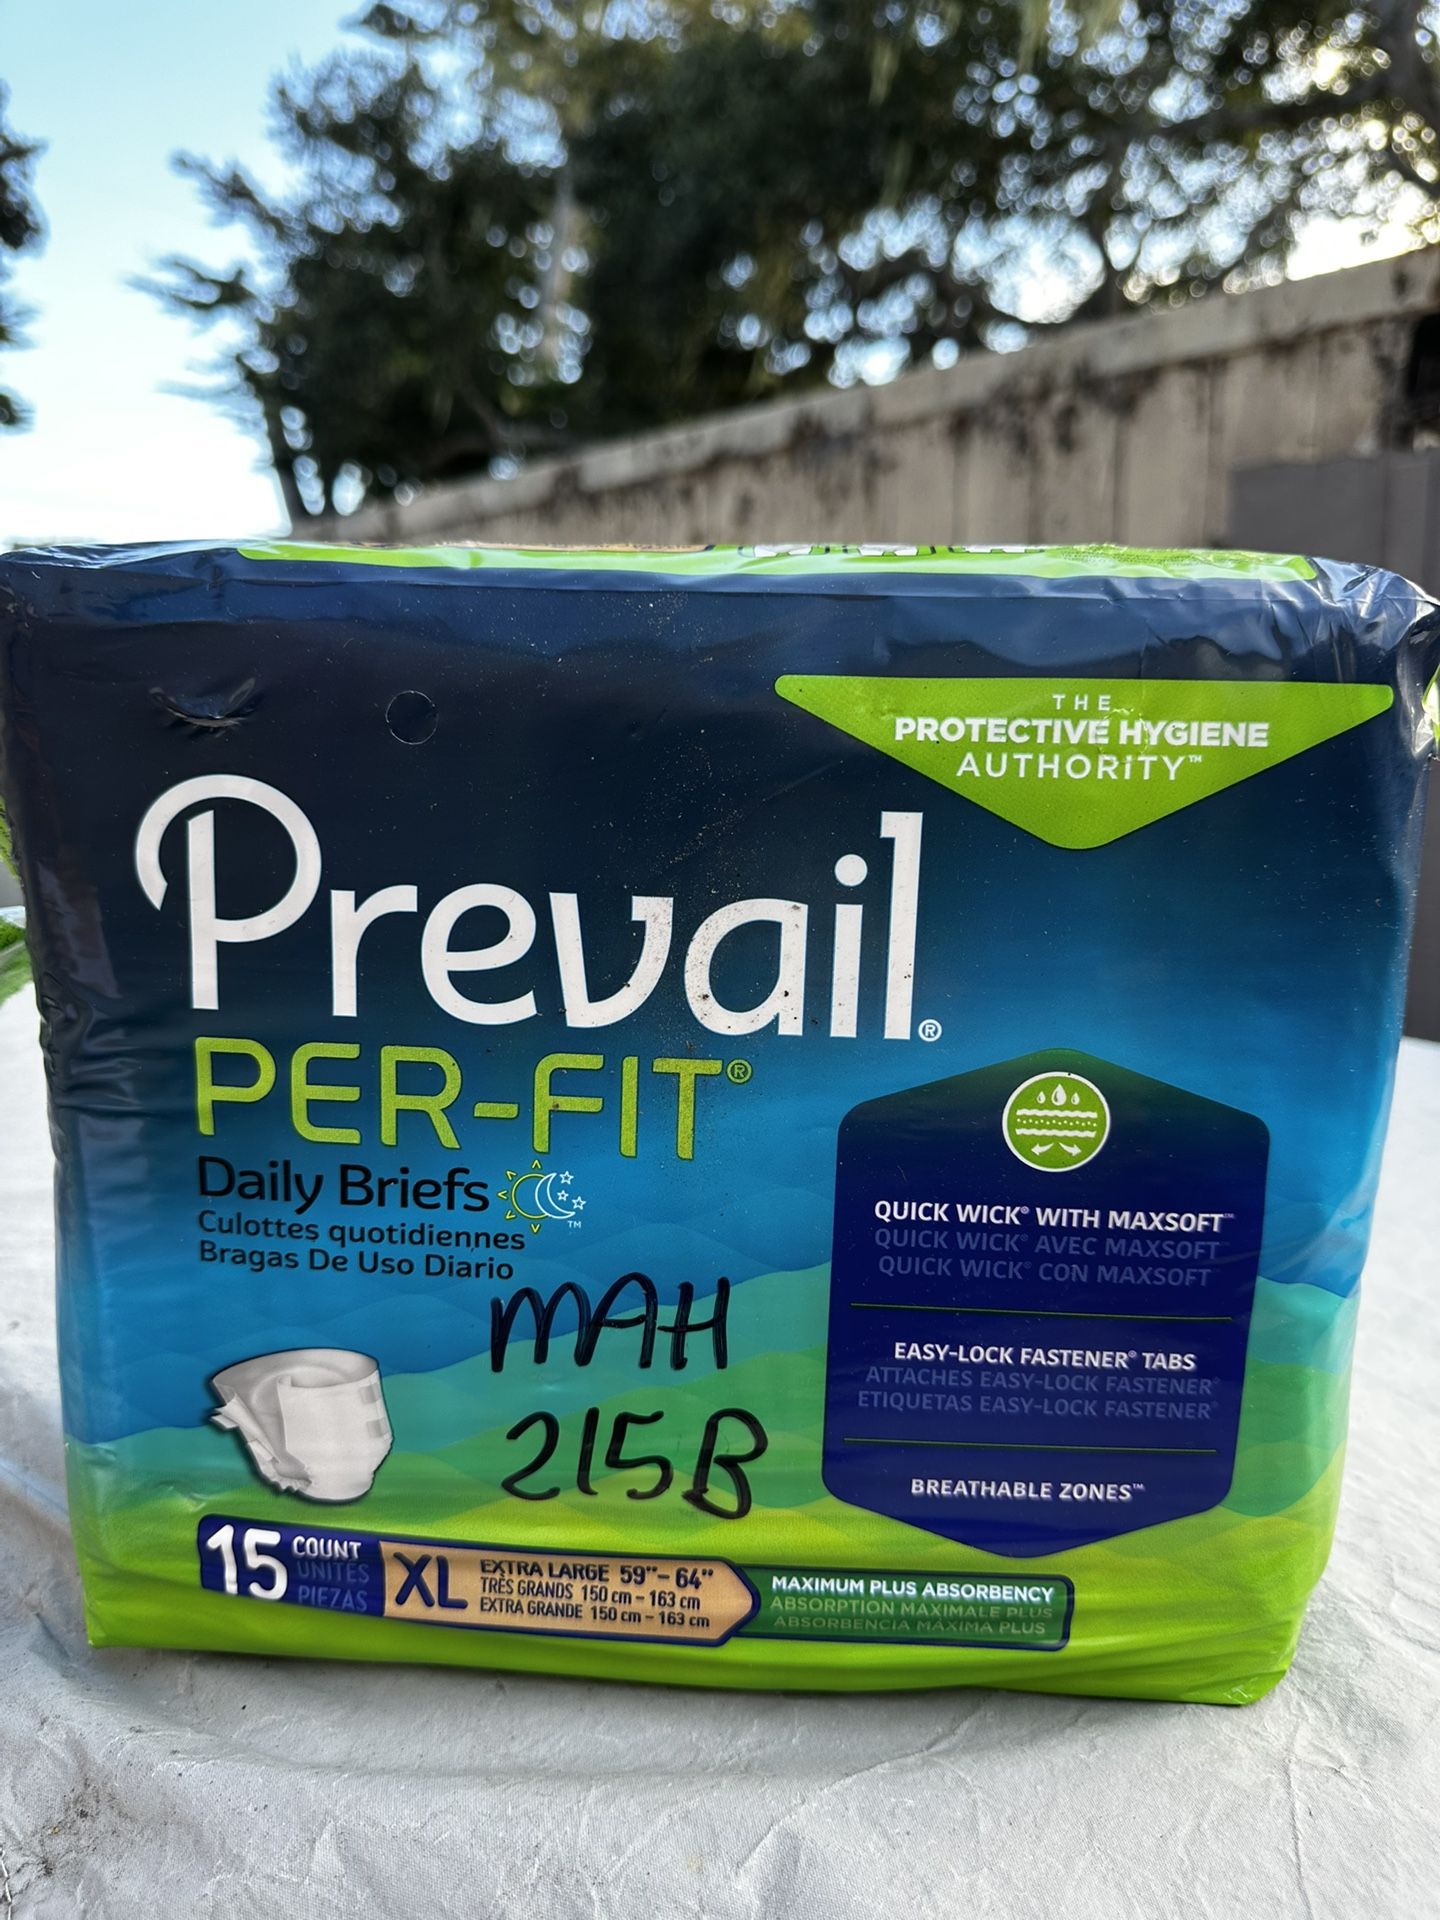 THE
PROTECTIVE HYGIENE
AUTHORITY™
Prevail®
PER-FIT®
Daily Briefs
™
Culottes quotidiennes
Bragas De Uso Diario
MAH
215B
QUICK WICK® WITH MAXSOFT™
QUICK WICK® AVEC MAXSOFT
QUICK WICK® CON MAXSOFT
EASY-LOCK FASTENER® TABS
ATTACHES EASY-LOCK FASTENER®
ETIQUETAS EASY-LOCK FASTENER®
BREATHABLE ZONES™
15 COUNT
UNITÉS
PIEZAS
XL
EXTRA LARGE 59"- 64"
TRÈS GRANDS 150 cm - 163 cm
EXTRA GRANDE 150 cm - 163 cm
MAXIMUM PLUS ABSORBENCY
ABSORPTION MAXIMALE PLUS
ABSORBENCIA MÁXIMA PLUS